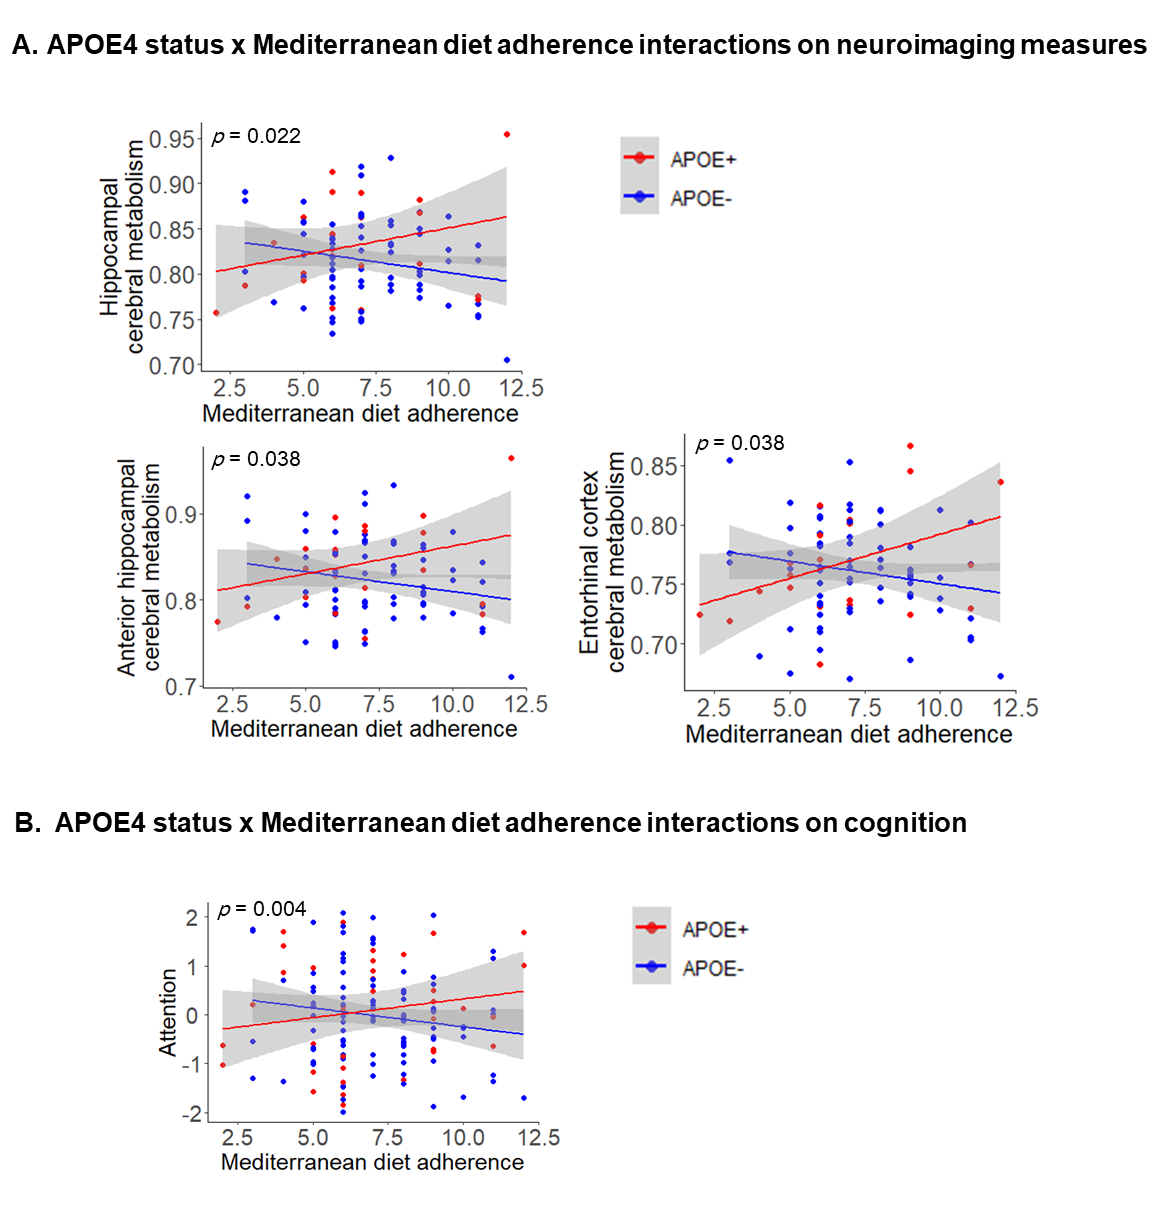 A. APOE4 status x Mediterranean diet adherence interactions on neuroimaging measures
p = 0.022
Hippocampal
cerebral metabolism
0.95
0.90
0.85
0.80
0.75
0.70
2.5 5.0 7.5 10.0 12.5
Mediterranean diet adherence
APOE+
APOE-
p = 0.038
Anterior hippocampal
cerebral metabolism
0.9
0.8
0.7
2.5 5.0 7.5 10.0 12.5
Mediterranean diet adherence
p = 0.038
Entorhinal cortex
cerebral metabolism
0.85
0.80
0.75
0.70
2.5 5.0 7.5 10.0 12.5
Mediterranean diet adherence
B. APOE4 status x Mediterranean diet adherence interactions on cognition
p = 0.004
Attention
2
1
0
-1
-2
2.5 5.0 7.5 10.0 12.5
Mediterranean diet adherence
APOE+
APOE-